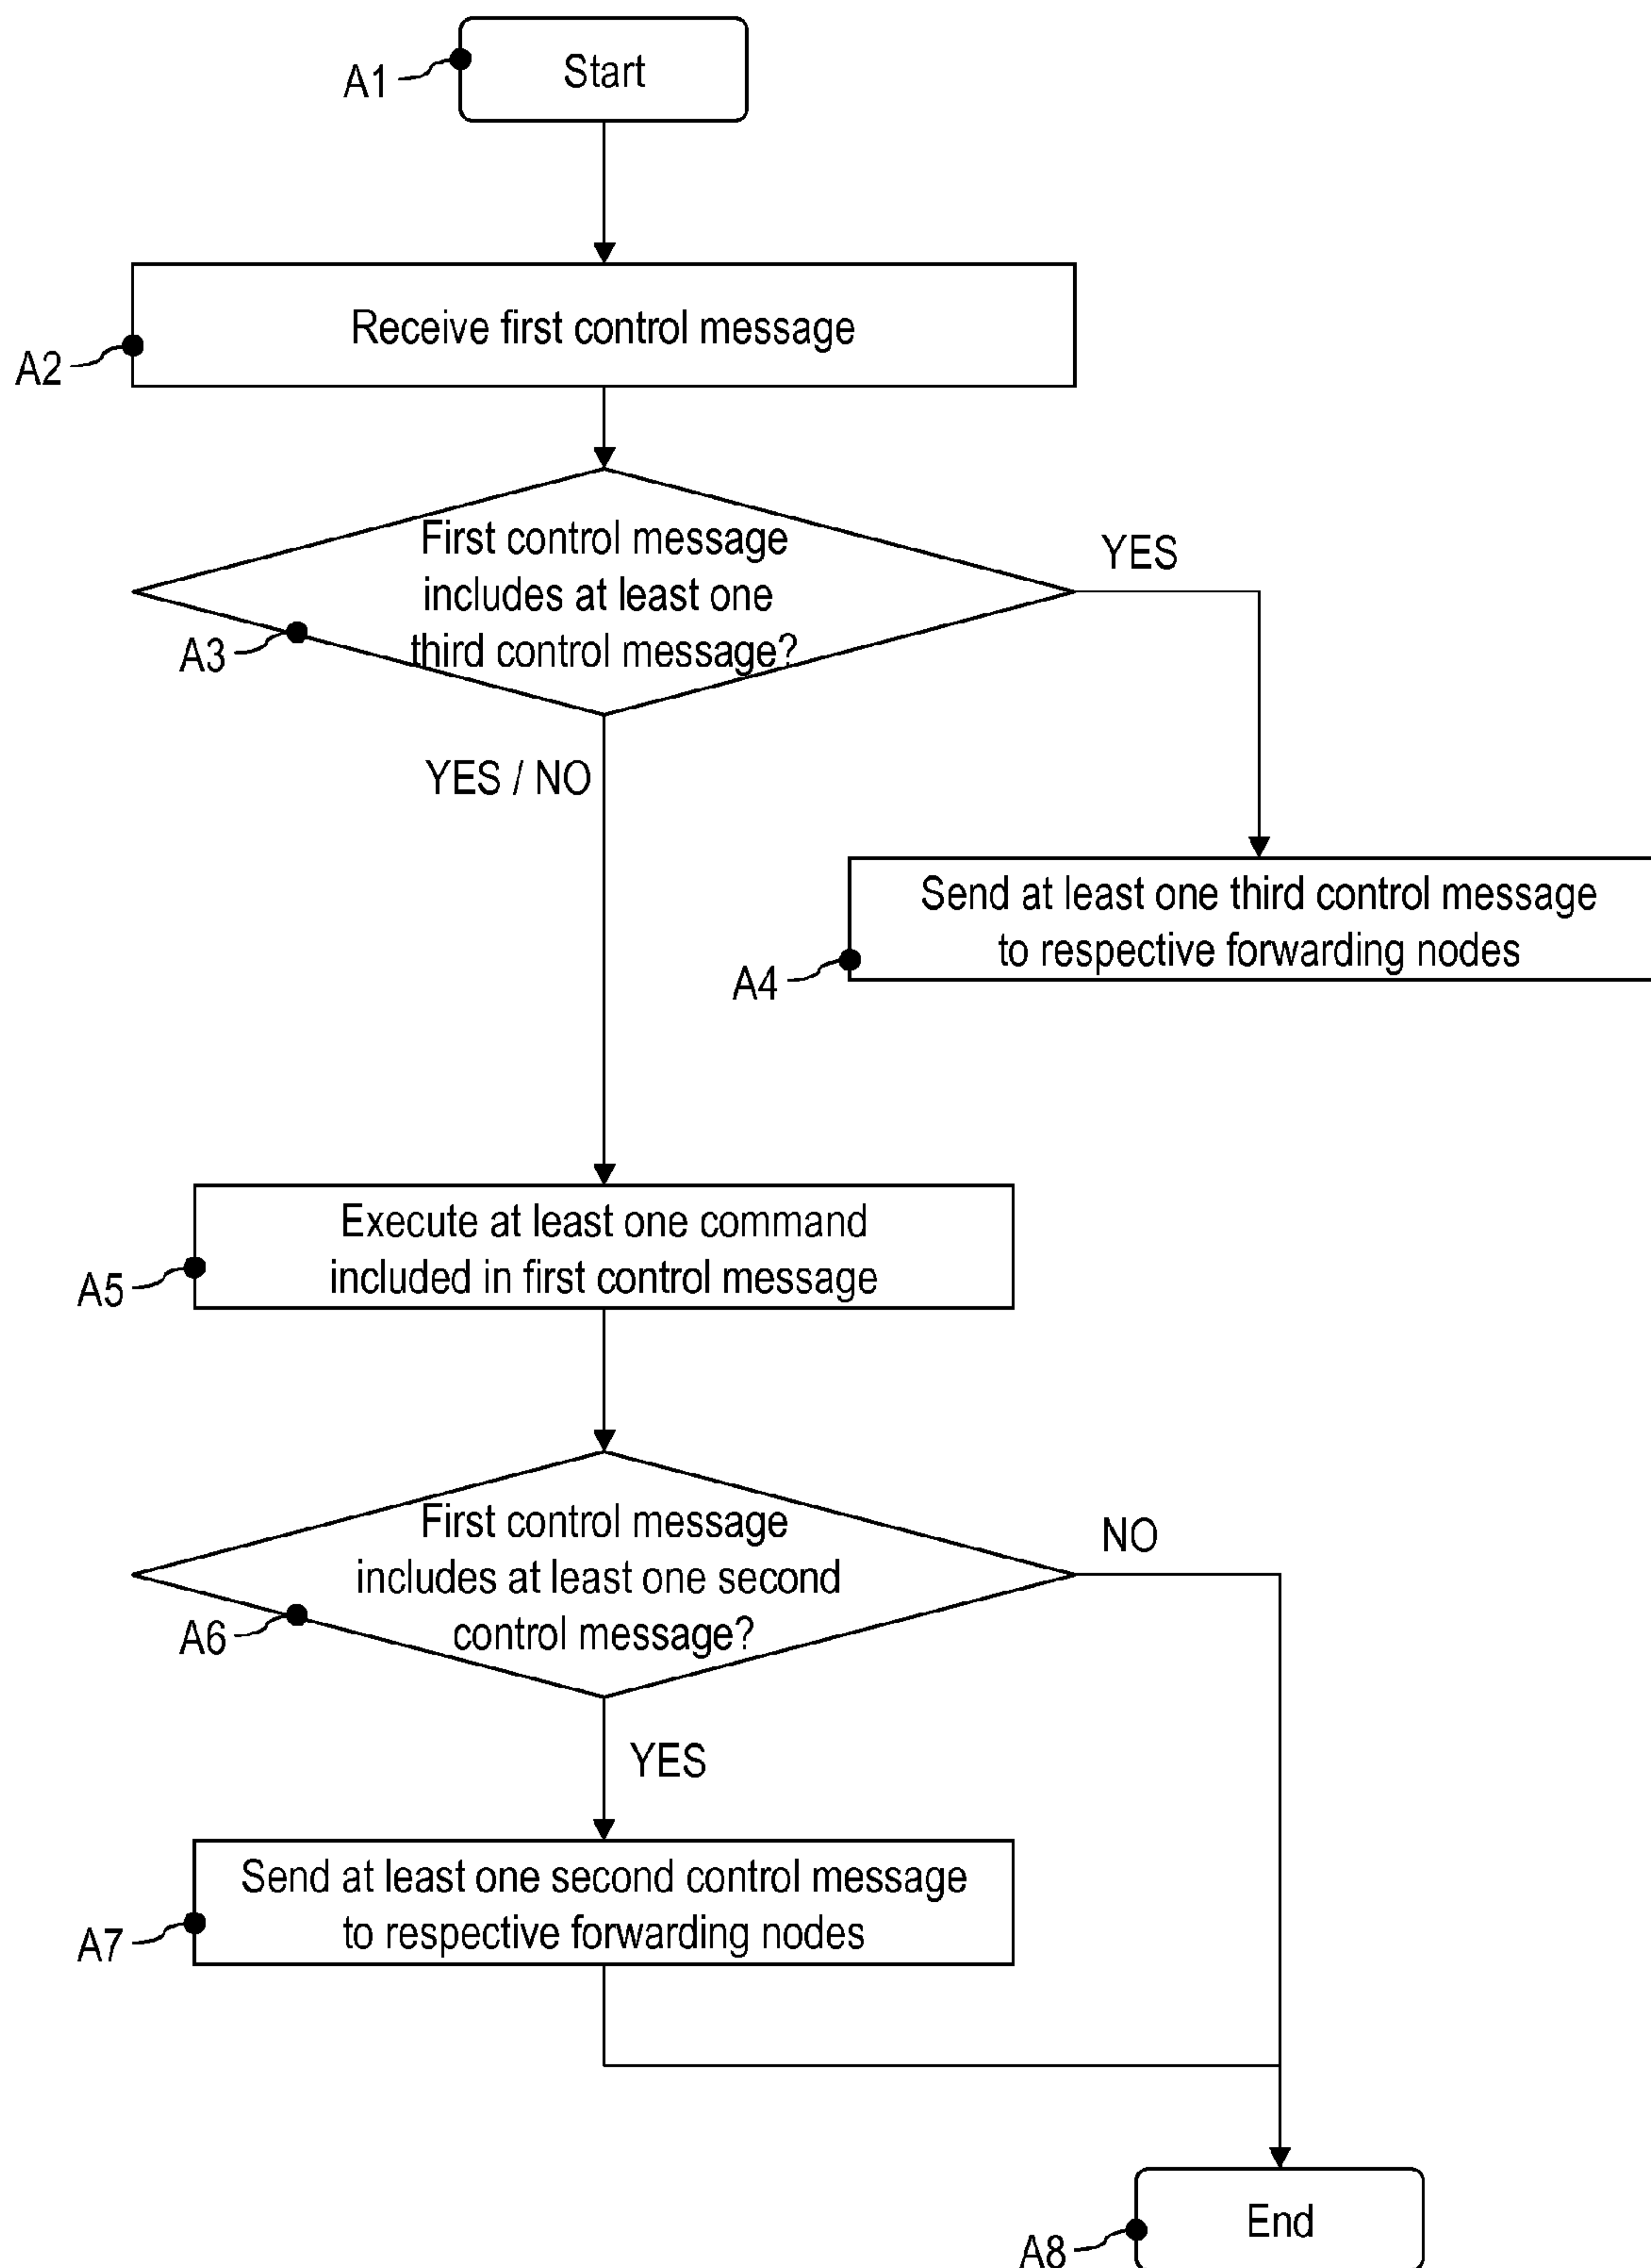 Start
A1
Receive first control message
A2
First control message
includes at least one
third control message?
YES
A3
YES / NO
Send at least one third control message
to respective forwarding nodes
A4
Execute at least one command
included in first control message
A5
First control message
includes at least one second
control message?
NO
A6
YES
Send at least one second control message
to respective forwarding nodes
A7
End
A8